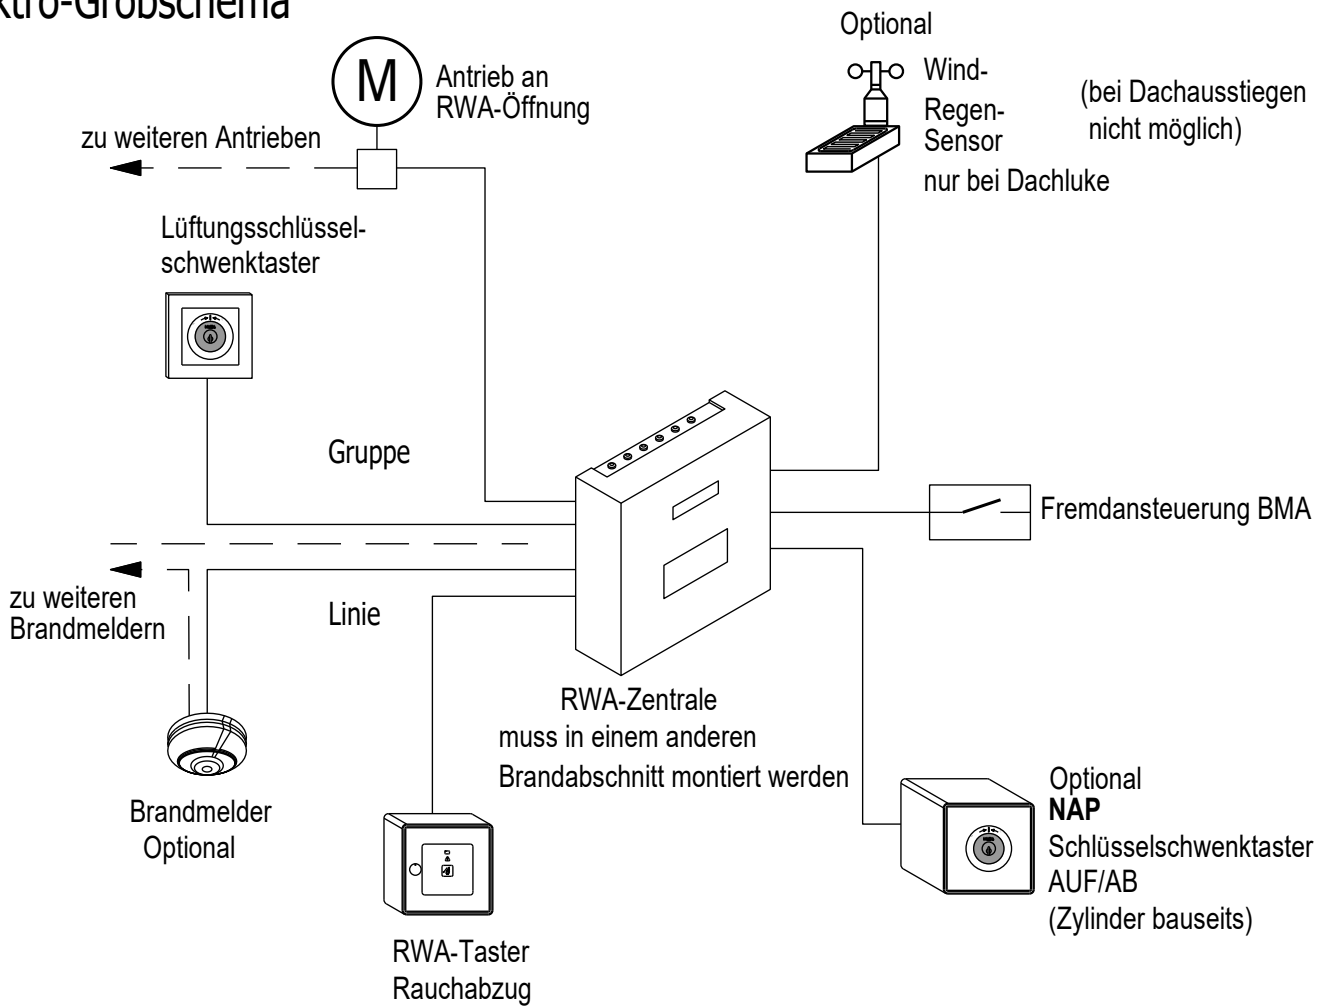 ktro-Grobschema
Optional
Wind-
Regen-
Sensor
nur bei Dachluke
(bei Dachausstiegen
nicht möglich)
M
Antrieb an
RWA-Öffnung
zu weiteren Antrieben
Lüftungsschlüssel-
schwenktaster
Gruppe
Fremdansteuerung BMA
zu weiteren
Brandmeldern
Linie
RWA-Zentrale
muss in einem anderen
Brandabschnitt montiert werden
Brandmelder
Optional
RWA-Taster
Rauchabzug
Optional
NAP
Schlüsselschwenktaster
AUF/AB
(Zylinder bauseits)